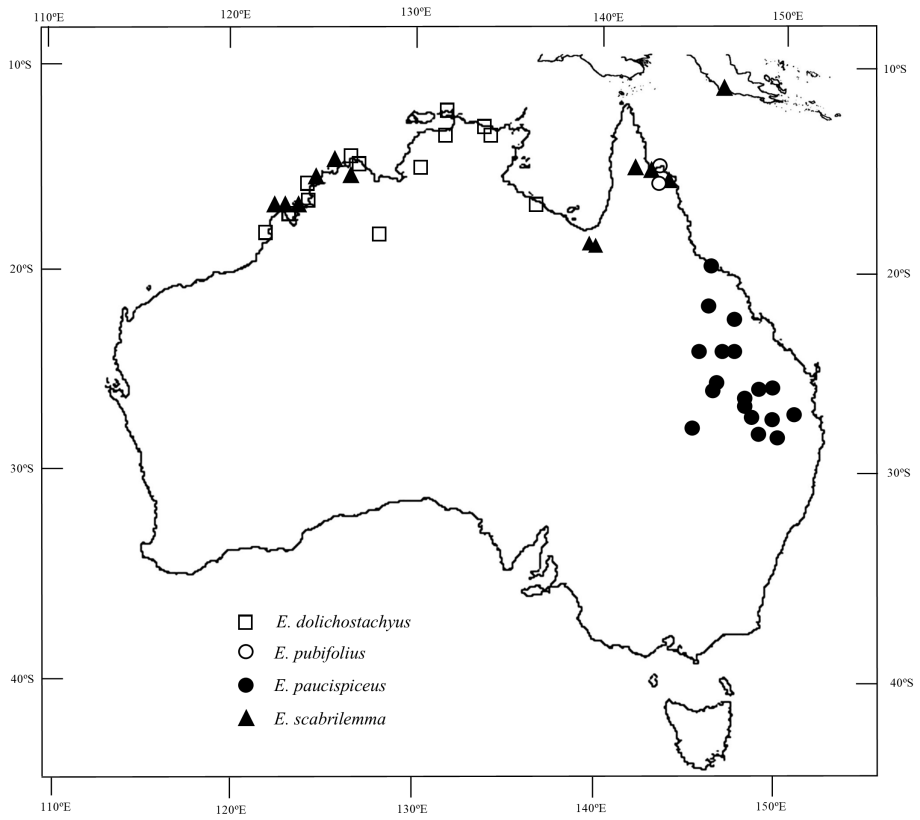 110ºE 120ºE 130ºE 140ºE 150ºE
10ºS 10ºS
20ºS 20ºS
30ºS 30ºS
E. dolichostachyus
E. pubifolius
40ºS E. paucispiceus 40ºS
E. scabrilemma
110ºE 120ºE 130ºE 140ºE 150ºE